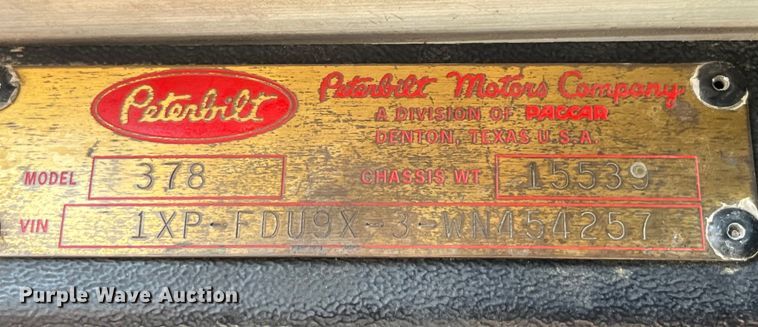 Peterbilt
Peterbilt Motors Company
A DIVISION OF PACCAR
DENTON, TEXAS U.S.A.
MODEL 378 CHASSIS WT 15539
VIN 1XP-FDU9X-3-WN454257
Purple Wave Auction